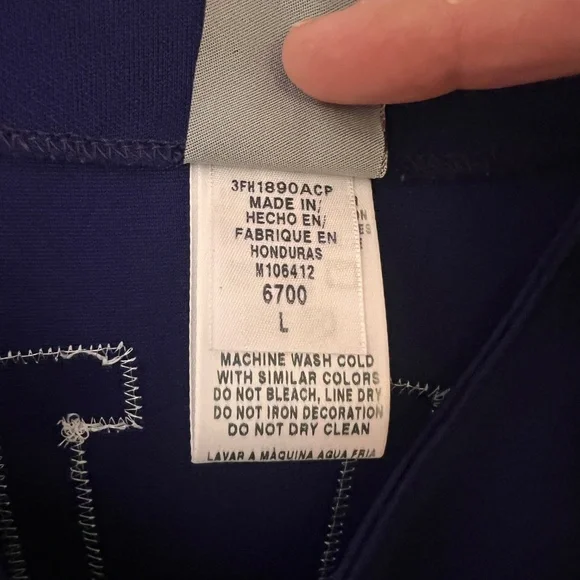 3FH1890ACP
MADE IN/
HECHO EN/
FABRIQUE EN
HONDURAS
M106412
6700
L
MACHINE WASH COLD
WITH SIMILAR COLORS
DO NOT BLEACH, LINE DRY
DO NOT IRON DECORATION
DO NOT DRY CLEAN
LAVAR A MAQUINA AGUA FRIA